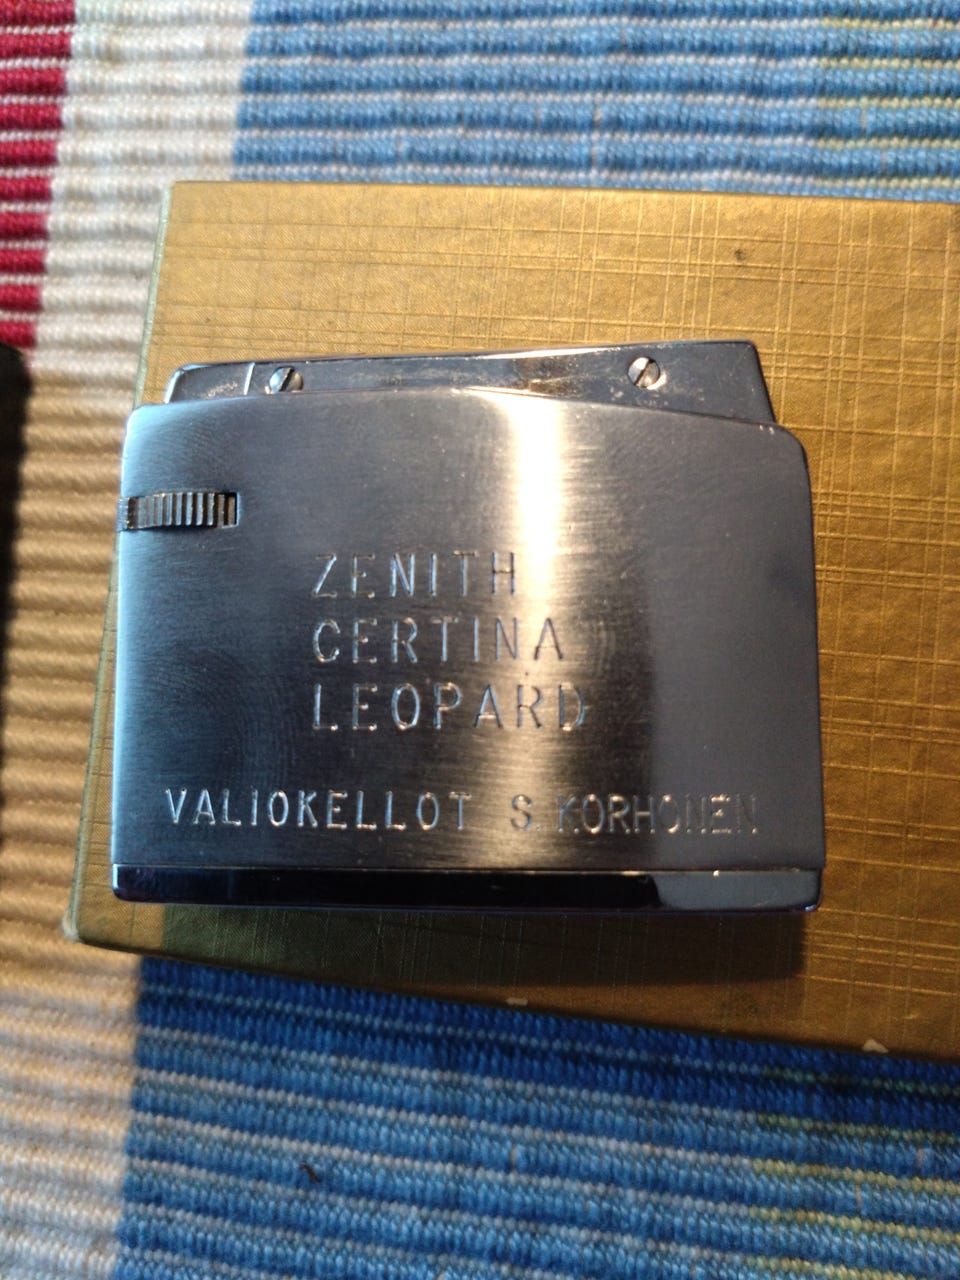 ZENITH
CERTINA
LEOPARD
VALIOKELLOT S. KORHONEN